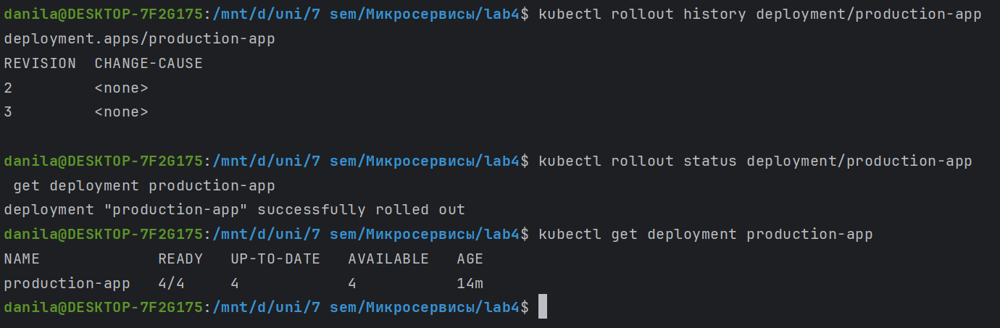 danila@DESKTOP-7F2G175:/mnt/d/uni/7 sem/Микросервисы/lab4$ kubectl rollout history deployment/production-app
deployment.apps/production-app
REVISION  CHANGE-CAUSE
2         <none>
3         <none>
danila@DESKTOP-7F2G175:/mnt/d/uni/7 sem/Микросервисы/lab4$ kubectl rollout status deployment/production-app
 get deployment production-app
deployment "production-app" successfully rolled out
danila@DESKTOP-7F2G175:/mnt/d/uni/7 sem/Микросервисы/lab4$ kubectl get deployment production-app
NAME             READY   UP-TO-DATE   AVAILABLE   AGE
production-app   4/4     4            4           14m
danila@DESKTOP-7F2G175:/mnt/d/uni/7 sem/Микросервисы/lab4$